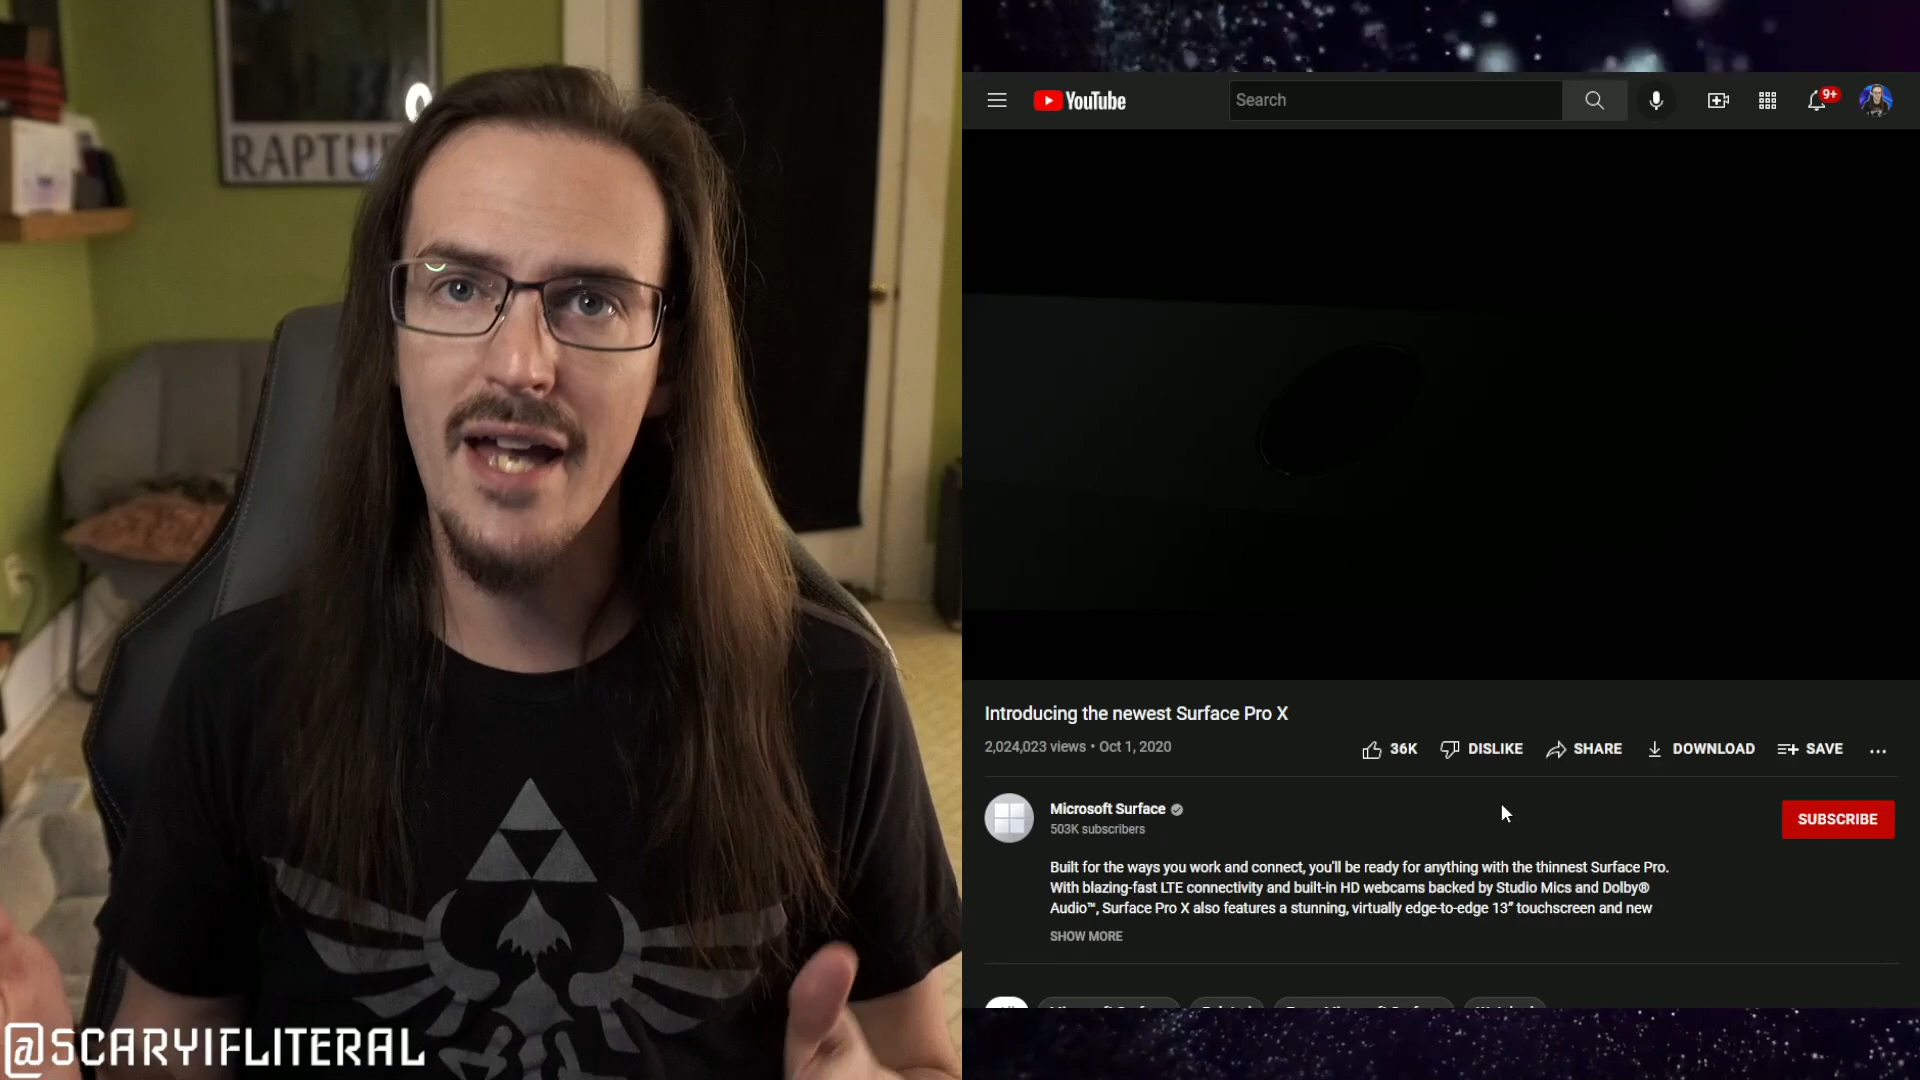 RAPTU
@SCARYIFLITERAL
YouTube
Search
9+
Introducing the newest Surface Pro X
2,024,023 views • Oct 1, 2020
36K
DISLIKE
SHARE
DOWNLOAD
SAVE
Microsoft Surface
503K subscribers
SUBSCRIBE
Built for the ways you work and connect, you'll be ready for anything with the thinnest Surface Pro.
With blazing-fast LTE connectivity and built-in HD webcams backed by Studio Mics and Dolby®
Audio™, Surface Pro X also features a stunning, virtually edge-to-edge 13” touchscreen and new
SHOW MORE